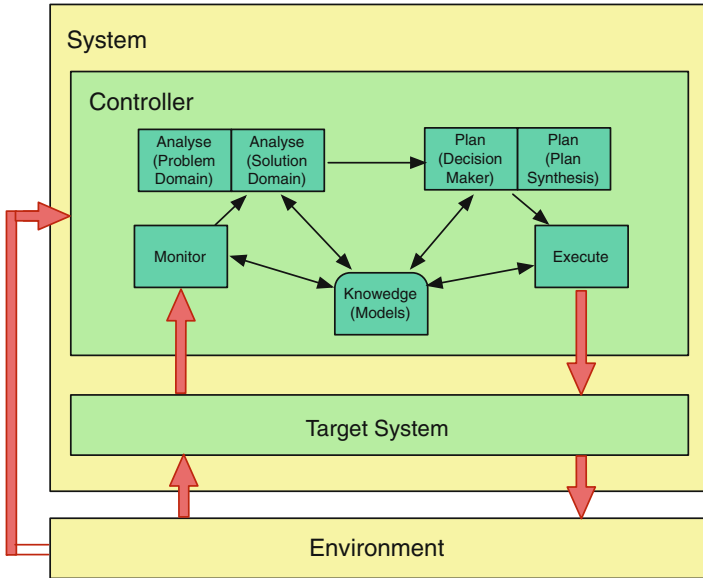 System
Controller
Analyse
(Problem
Domain)
Analyse
(Solution
Domain)
Plan
(Decision
Maker)
Plan
(Plan
Synthesis)
Monitor
Execute
Knowedge
(Models)
Target System
Environment